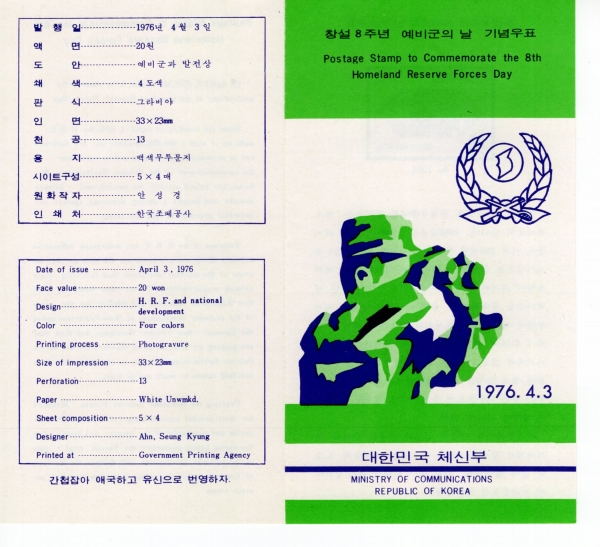 발 행 일 1976년 4월 3일
액 면 20원
도 안 예비군과 발전상
쇄 색 4도색
판 식 그라비아
인 면 33×23mm
천 공 13
용 지 백색무투문지
시이트구성 5×4매
원화작자 안 성 경
인 쇄 처 한국조폐공사
Date of issue April 3, 1976
Face value 20 won
Design H. R. F. and national
development
Color Four colors
Printing process Photogravure
Size of impression 33×23mm
Perforation 13
Paper White Unwmkd.
Sheet composition 5×4
Designer Ahn, Seung Kyung
Printed at Government Printing Agency
간첩잡아 애국하고 유신으로 번영하자.
창설 8주년 예비군의 날 기념우표
Postage Stamp to Commemorate the 8th
Homeland Reserve Forces Day
1976. 4.3
대한민국 체신부
MINISTRY OF COMMUNICATIONS
REPUBLIC OF KOREA